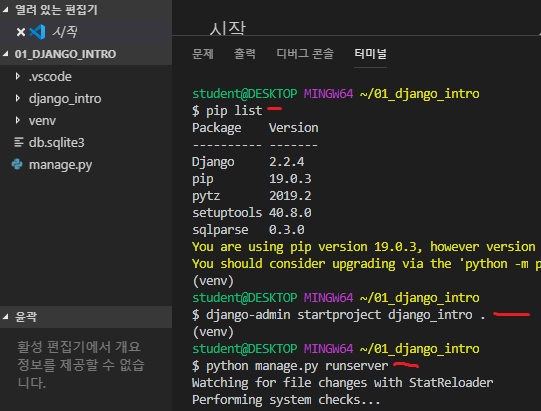 열려 있는 편집기
시작
01_DJANGO_INTRO
.vscode
django_intro
venv
db.sqlite3
manage.py
윤곽
활성 편집기에서 개요
정보를 제공할 수 없습
니다.
시작
문제 출력 디버그 콘솔 터미널
student@DESKTOP MINGW64 ~/01_django_intro
$ pip list
Package    Version
---------- -------
Django     2.2.4
pip        19.0.3
pytz       2019.2
setuptools 40.8.0
sqlparse   0.3.0
You are using pip version 19.0.3, however version
You should consider upgrading via the 'python -m p
(venv)
student@DESKTOP MINGW64 ~/01_django_intro
$ django-admin startproject django_intro .
(venv)
student@DESKTOP MINGW64 ~/01_django_intro
$ python manage.py runserver
Watching for file changes with StatReloader
Performing system checks...